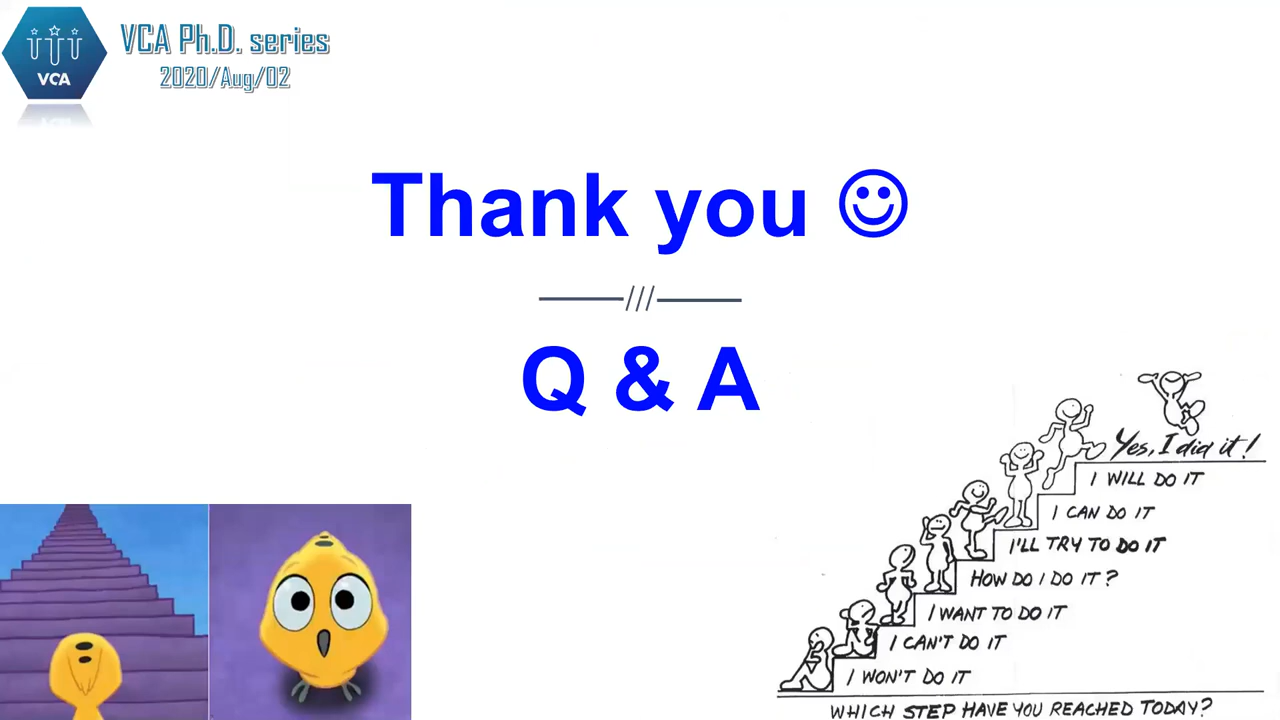 VCA Ph.D. series
2020/Aug/02
VCA
Thank you ☺
Q & A
Yes, I did it!
I WILL DO IT
I CAN DO IT
I'LL TRY TO DO IT
HOW DO I DO IT?
I WANT TO DO IT
I CAN'T DO IT
I WON'T DO IT
WHICH STEP HAVE YOU REACHED TODAY?